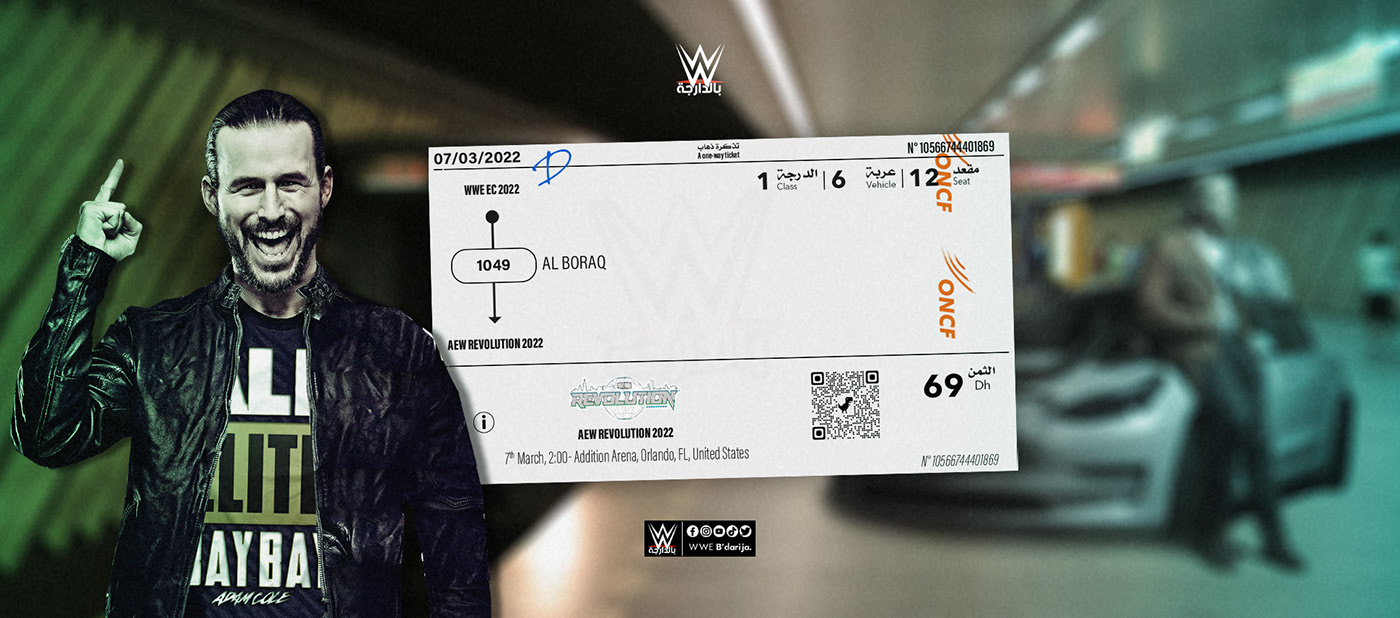 بالدارجة
07/03/2022
تذكرة ذهاب
A one-way ticket
N° 10566744401869
WWE EC 2022
1 الدرجة Class | 6 عربة Vehicle | 12 مقعد Seat
ONCF
1049 AL BORAQ
ONCF
AEW REVOLUTION 2022
69 الثمن Dh
REVOLUTION
i
AEW REVOLUTION 2022
7th March, 2:00- Addition Arena, Orlando, FL, United States
N° 10566744401869
ALL
ELITE
BAYBA
ADAM COLE
W
بالدارجة
WWE B'darija.